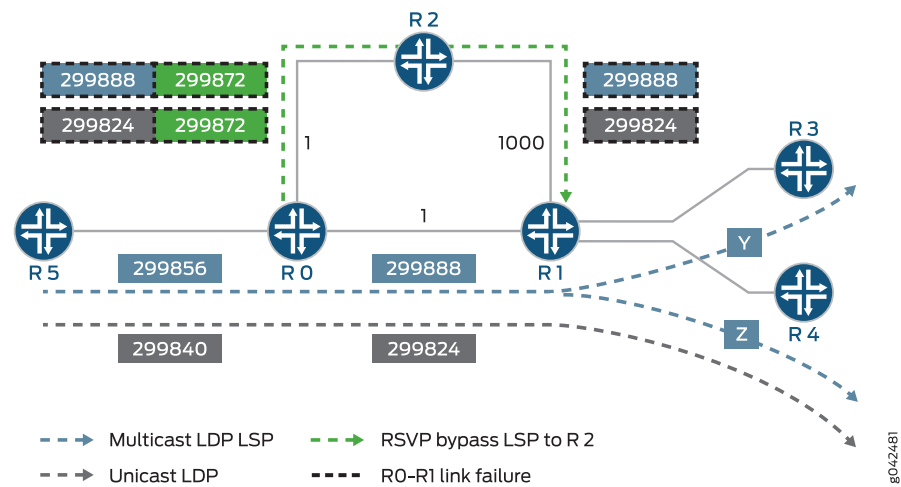 R 2
299888 299872
299824 299872
299888
299824
1
1000
R 3
1
R 5
R 0
R 1
Y
299856
299888
R 4
Z
299840
299824
Multicast LDP LSP
RSVP bypass LSP to R 2
Unicast LDP
R0-R1 link failure
g042481